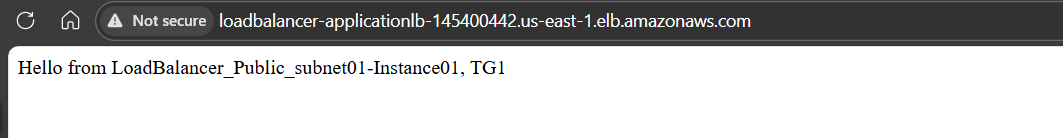 Not secure loadbalancer-applicationlb-145400442.us-east-1.elb.amazonaws.com
Hello from LoadBalancer_Public_subnet01-Instance01, TG1